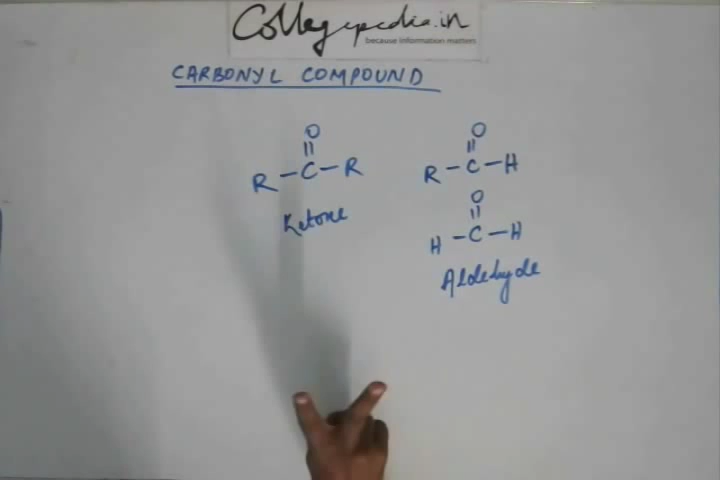 Collegepedia.in
because information matters
CARBONYL COMPOUND
O
||
R – C – R
Ketone
O
||
R – C – H
O
||
H – C – H
Aldehyde